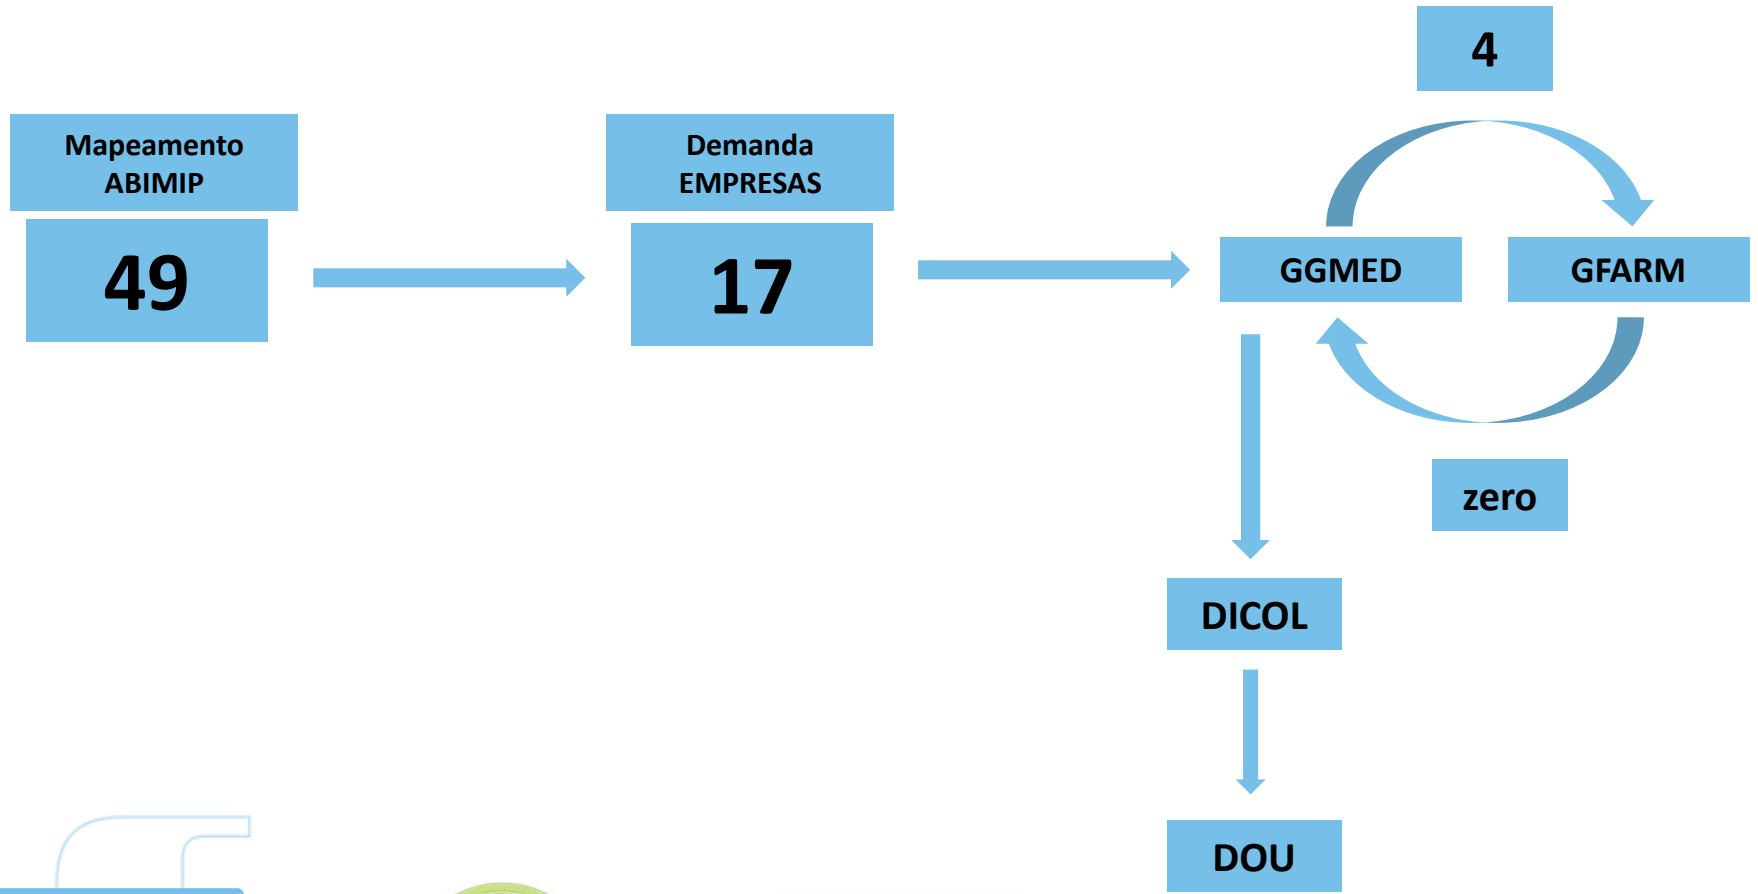 4
Mapeamento
ABIMIP
49
Demanda
EMPRESAS
17
GGMED
GFARM
zero
DICOL
DOU